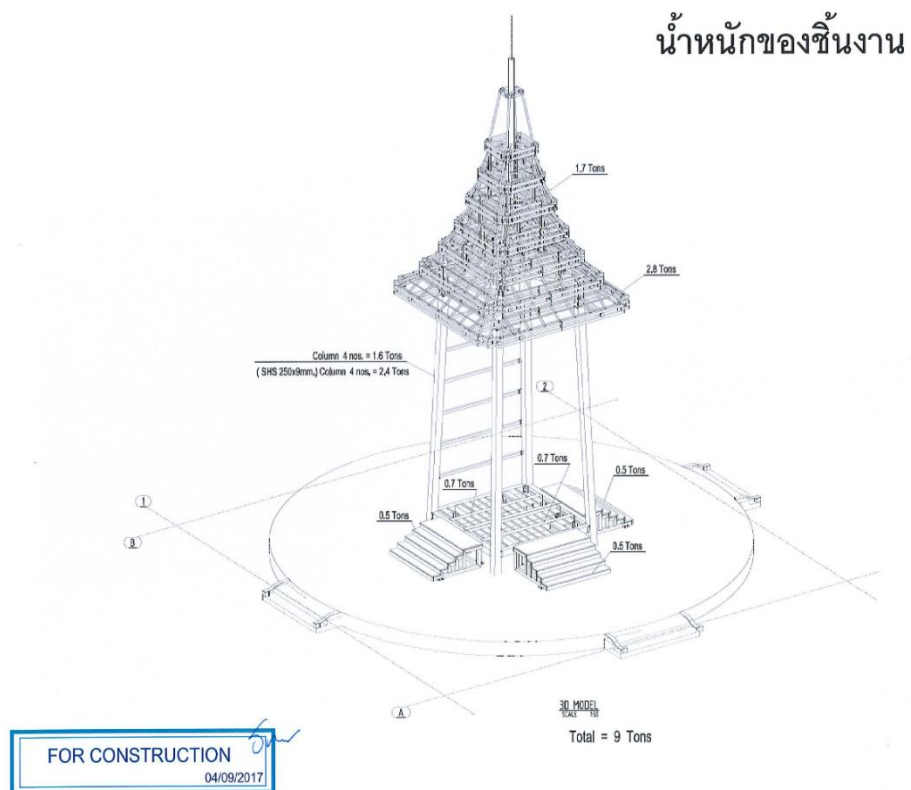 น้ำหนักของชิ้นงาน
1.7 Tons
2.8 Tons
Column 4 nos. = 1.6 Tons
( SHS 250x9mm.) Column 4 nos. = 2.4 Tons
2
0.7 Tons
0.7 Tons
0.5 Tons
1
0.5 Tons
B
0.5 Tons
A
3D MODEL
Total = 9 Tons
FOR CONSTRUCTION
04/09/2017